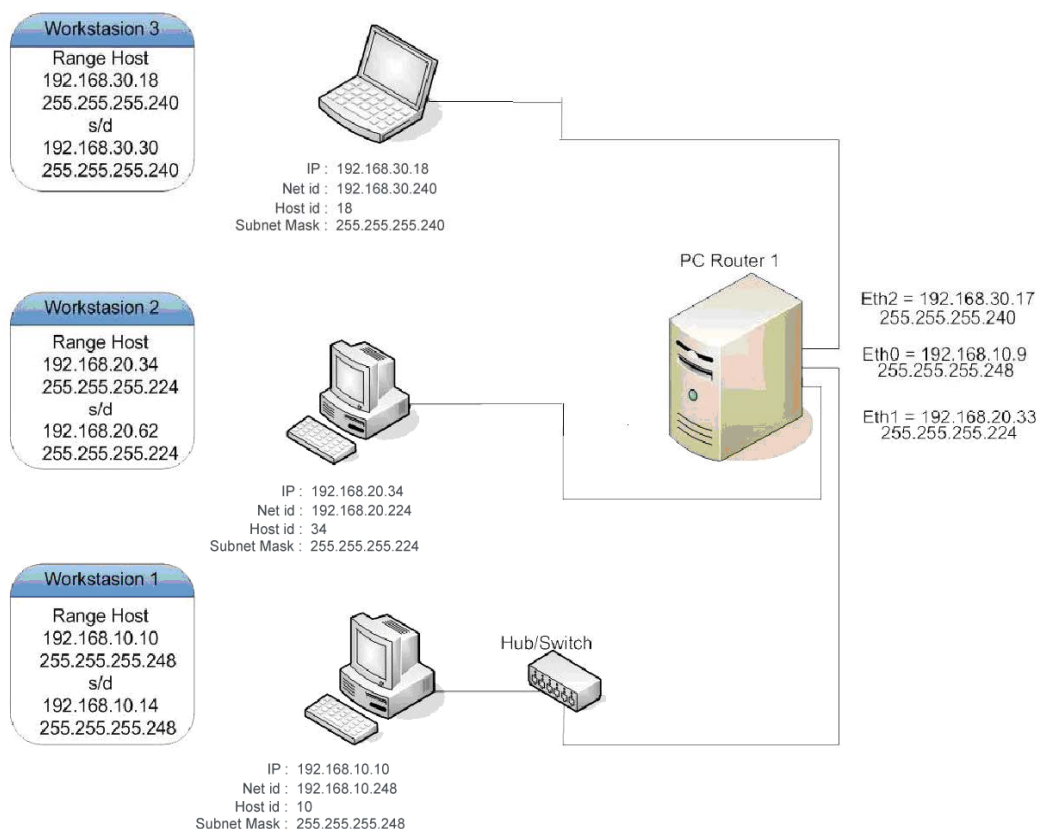 Workstasion 3
Range Host
192.168.30.18
255.255.255.240
s/d
192.168.30.30
255.255.255.240
IP : 192.168.30.18
Net id : 192.168.30.240
Host id : 18
Subnet Mask : 255.255.255.240
PC Router 1
Eth2 = 192.168.30.17
255.255.255.240
Eth0 = 192.168.10.9
255.255.255.248
Eth1 = 192.168.20.33
255.255.255.224
Workstasion 2
Range Host
192.168.20.34
255.255.255.224
s/d
192.168.20.62
255.255.255.224
IP : 192.168.20.34
Net id : 192.168.20.224
Host id : 34
Subnet Mask : 255.255.255.224
Workstasion 1
Range Host
192.168.10.10
255.255.255.248
s/d
192.168.10.14
255.255.255.248
Hub/Switch
IP : 192.168.10.10
Net id : 192.168.10.248
Host id : 10
Subnet Mask : 255.255.255.248